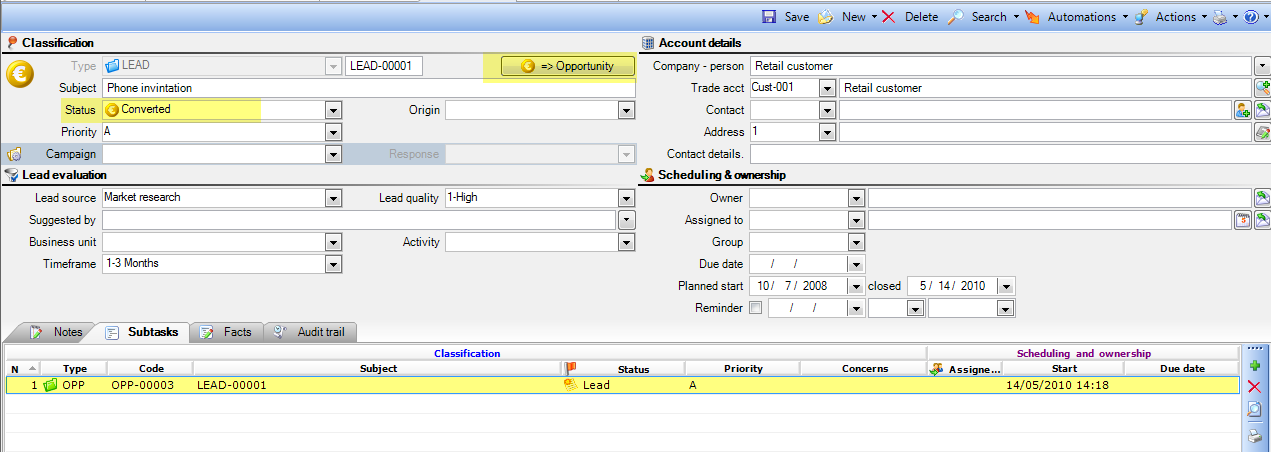 Save New Delete Search Automations Actions
Classification
Type LEAD LEAD-00001 => Opportunity
Subject Phone invintation
Status Converted Origin
Priority A
Campaign Response
Lead evaluation
Lead source Market research Lead quality 1-High
Suggested by
Business unit Activity
Timeframe 1-3 Months
Account details
Company - person Retail customer
Trade acct Cust-001 Retail customer
Contact
Address 1
Contact details.
Scheduling & ownership
Owner
Assigned to 3
Group
Due date / /
Planned start 10 / 7 / 2008 closed 5 / 14 / 2010
Reminder / /
Notes Subtasks Facts Audit trail
Classification Scheduling and ownership
N Type Code Subject Status Priority Concerns Assigne... Start Due date
1 OPP OPP-00003 LEAD-00001 Lead A 14/05/2010 14:18